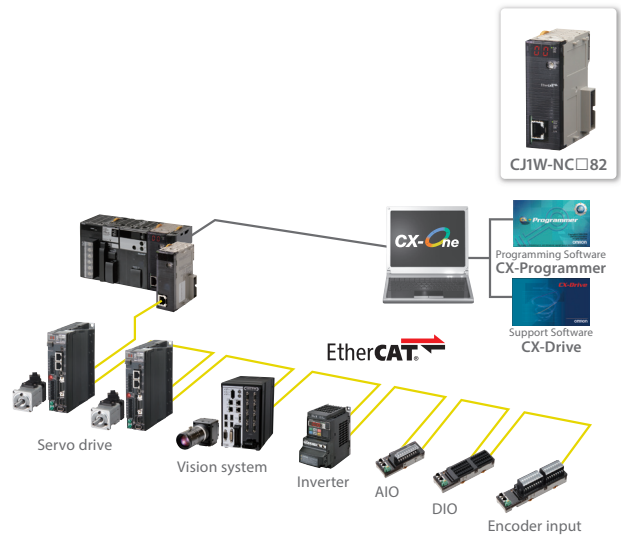 CJ1W-NC□82
CX-One
CX-Programmer
Programming Software
CX-Programmer
CX-Drive
Support Software
CX-Drive
EtherCAT®
Servo drive
Vision system
Inverter
AIO
DIO
Encoder input